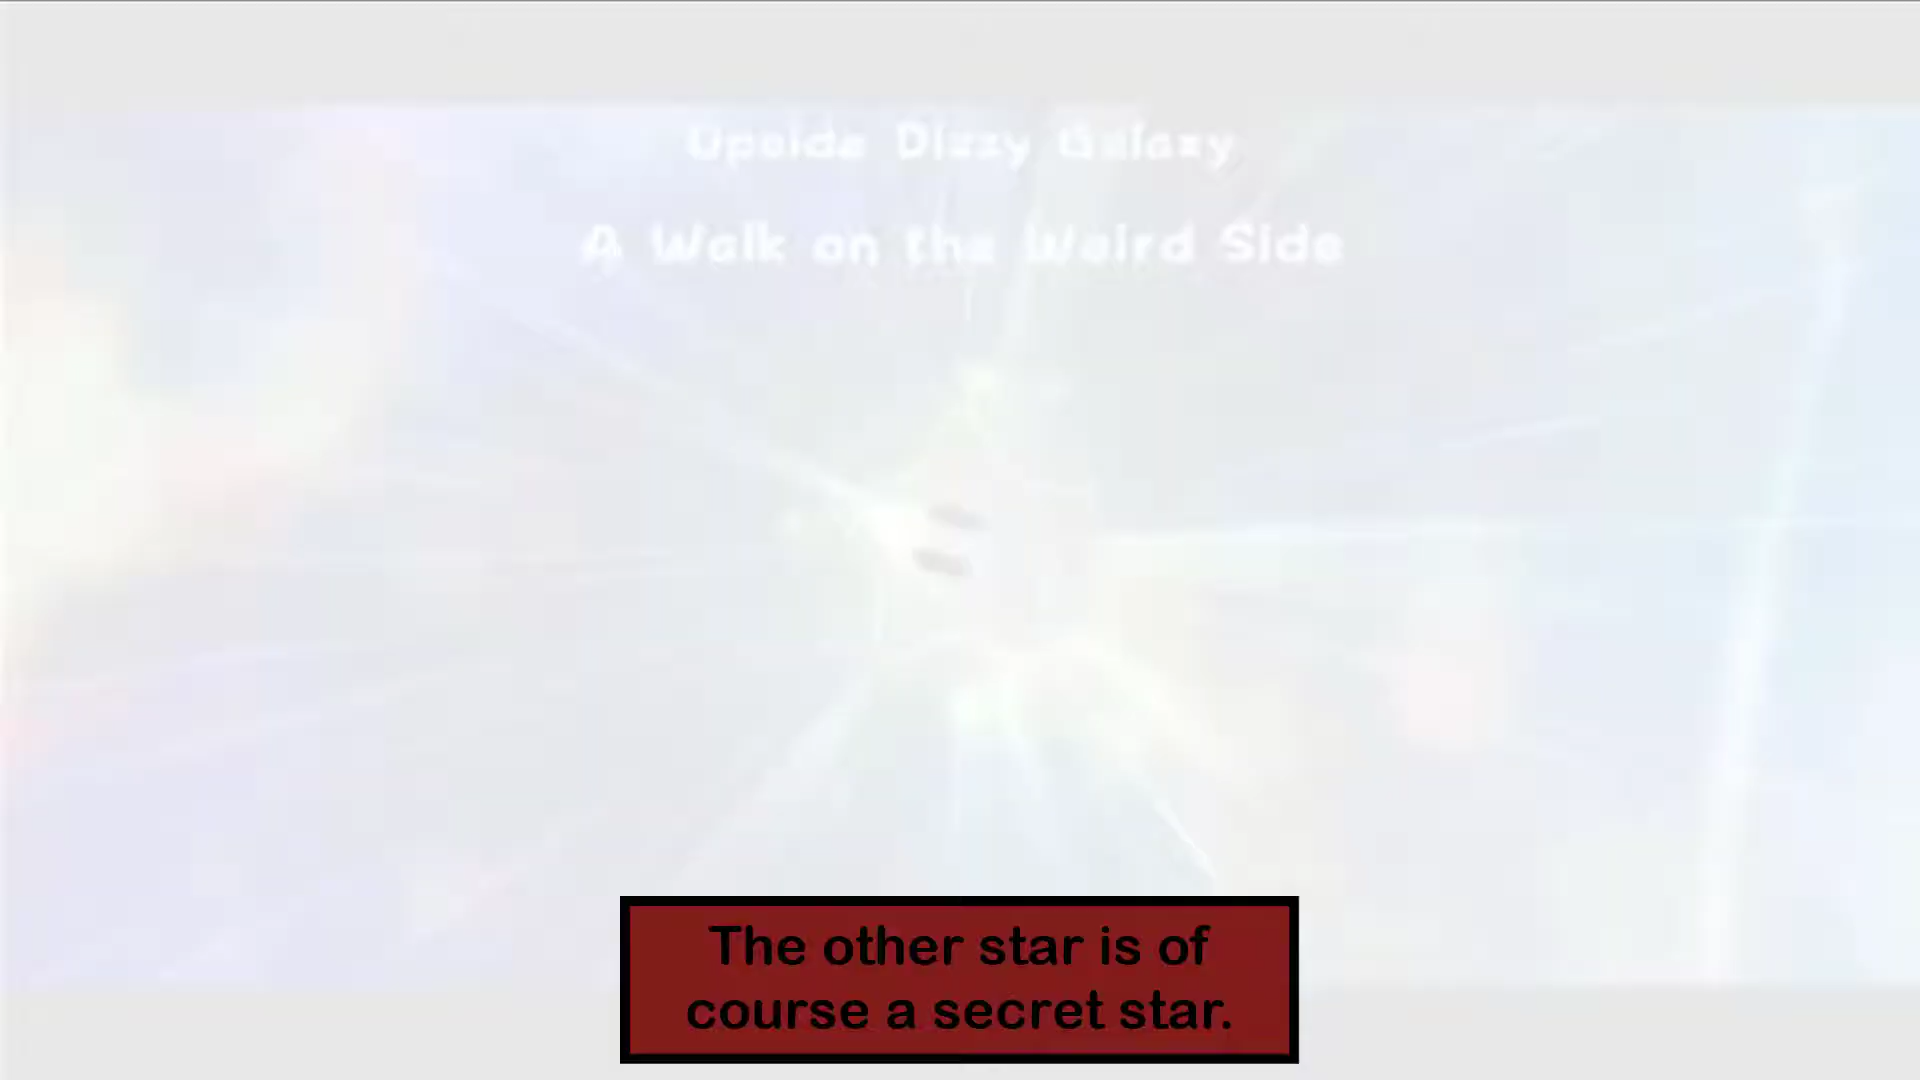 Upside Dizzy Galaxy
A Walk on the Weird Side
The other star is of
course a secret star.